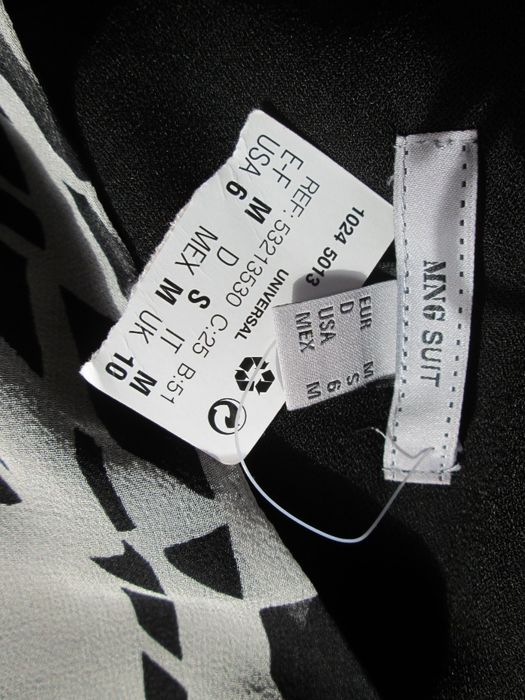 1024 5013
UNIVERSAL
REF:53213530 C:25 B:51
E-F M D S IT M
USA 6 MEX M UK 10
EUR M
D S
USA 6
MEX M
MNG SUIT